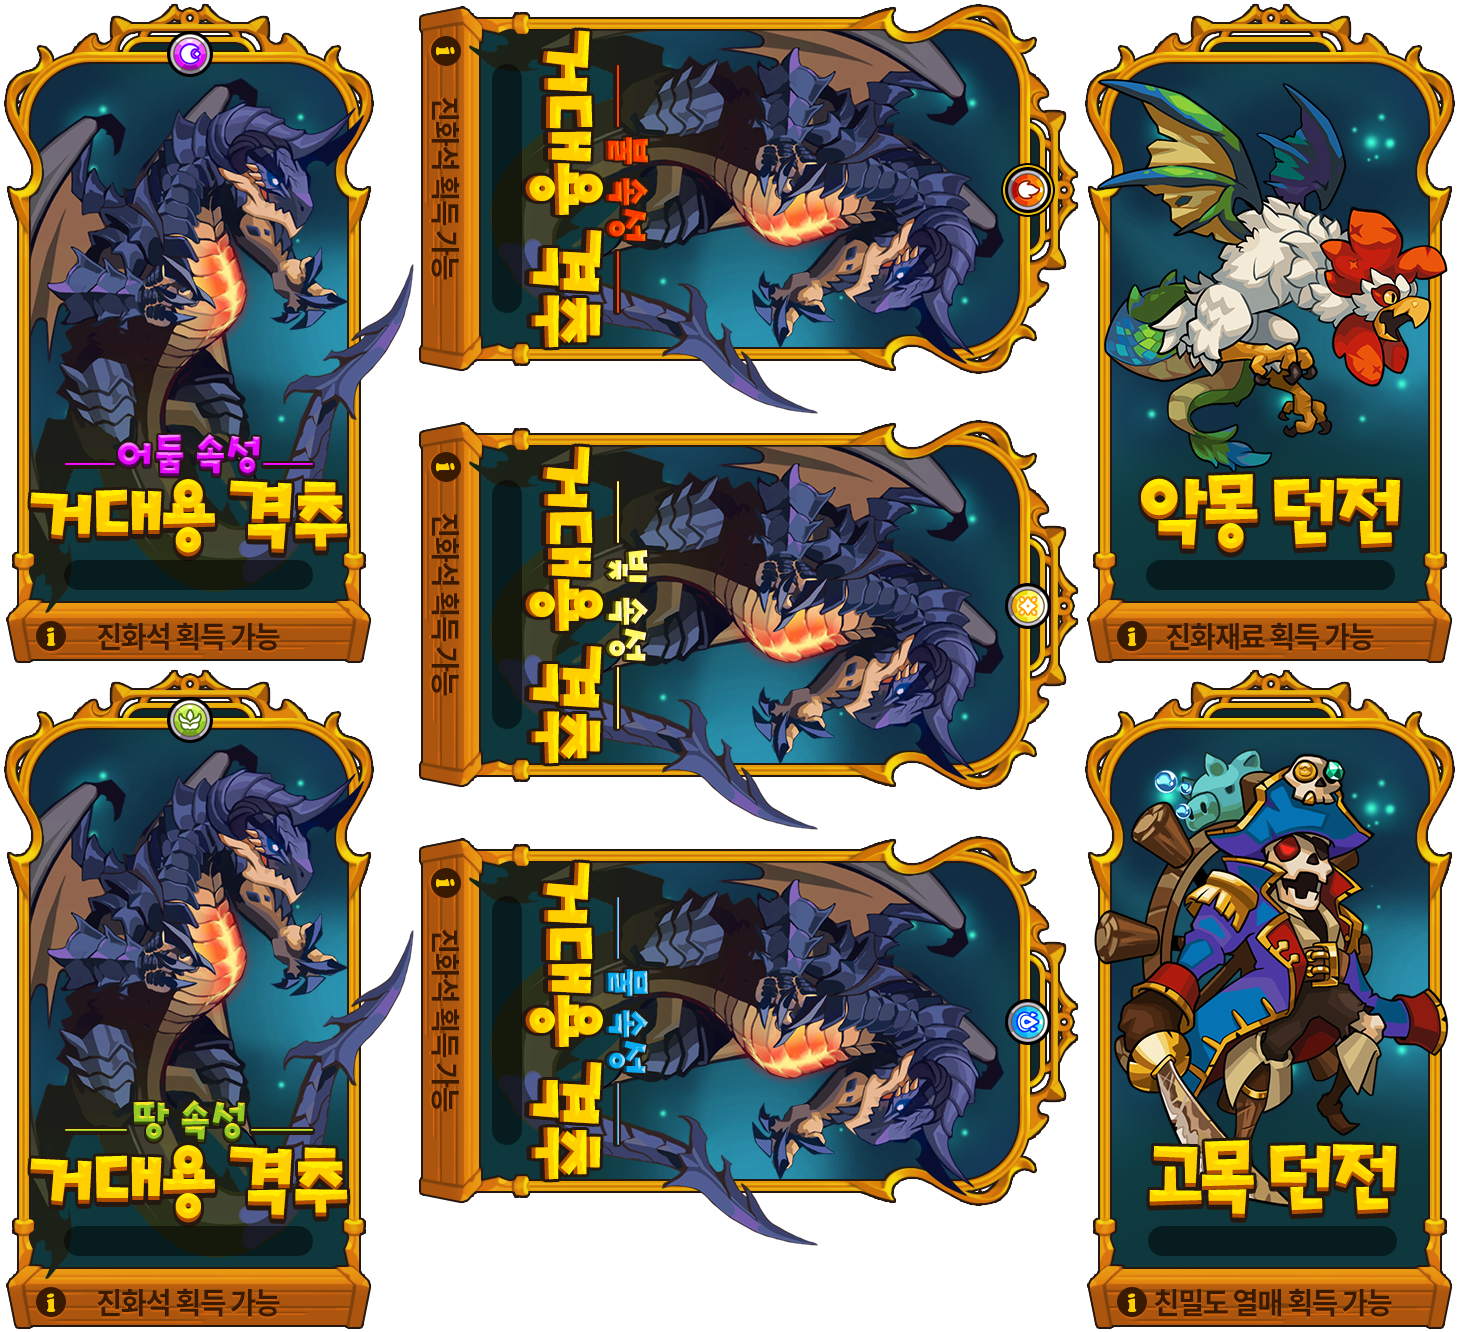 어둠 속성
거대용 격추
i 진화석 획득 가능
땅 속성
거대용 격추
i 진화석 획득 가능
불 속성
거대용 격추
i 진화석 획득 가능
빛 속성
거대용 격추
i 진화석 획득 가능
물 속성
거대용 격추
i 진화석 획득 가능
악몽 던전
i 진화재료 획득 가능
고목 던전
i 친밀도 열매 획득 가능